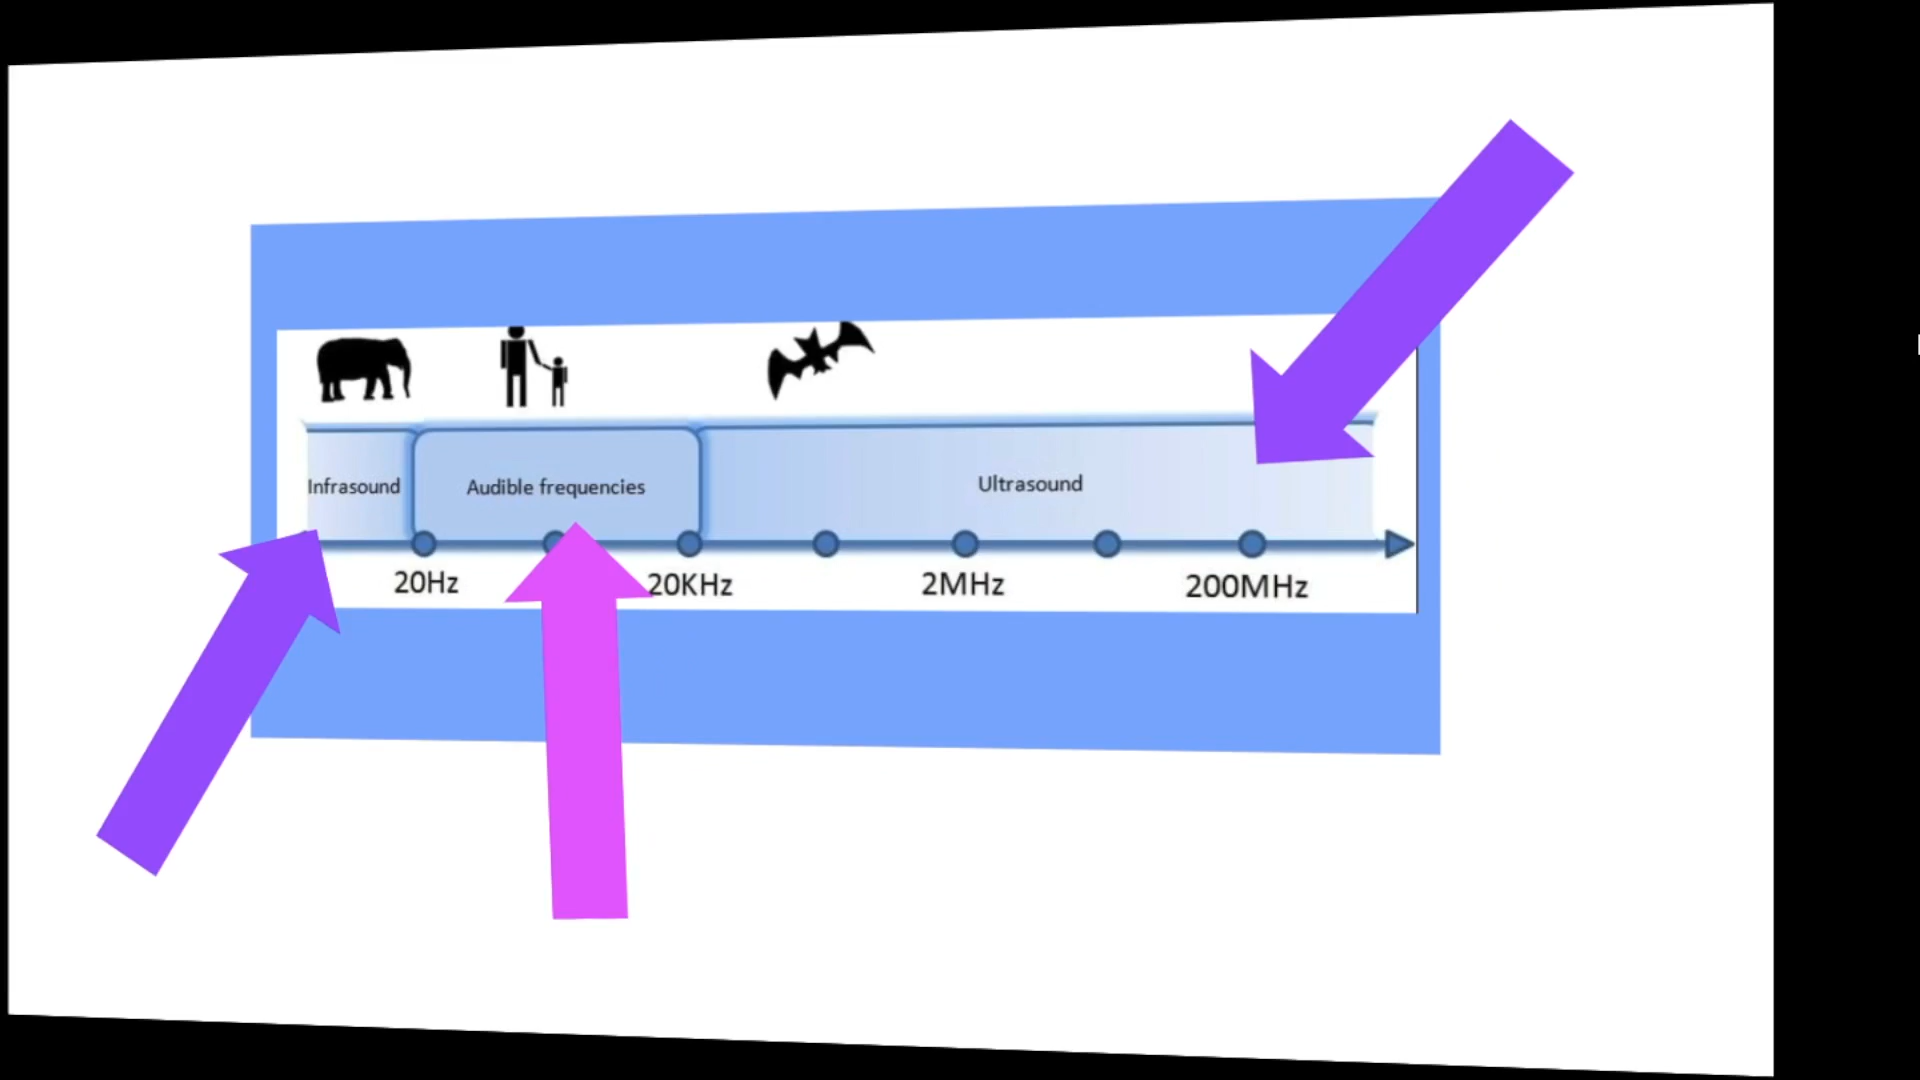 Infrasound
Audible frequencies
Ultrasound
20Hz
20KHz
2MHz
200MHz